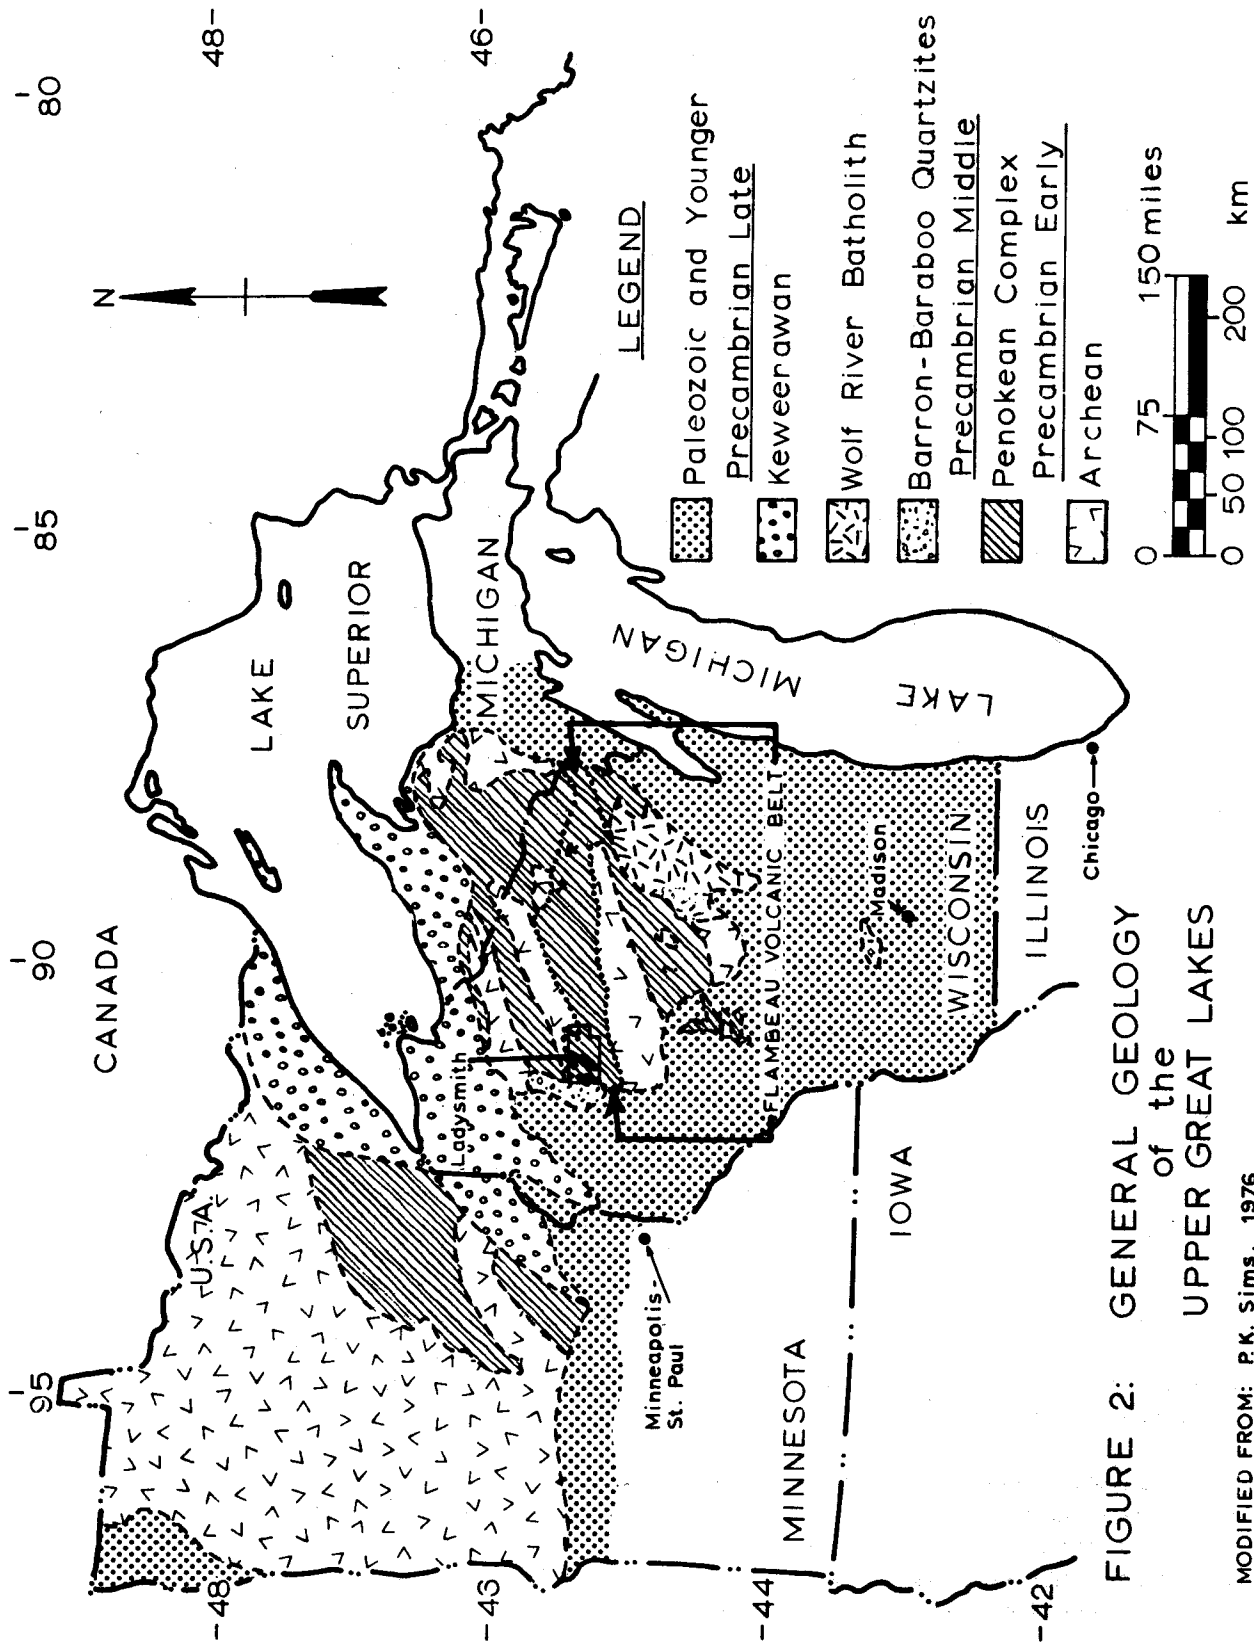 95
90
85
80
48-
46-
-48
-43
-44
-42
N
CANADA
U.S.A.
LAKE
SUPERIOR
MICHIGAN
LAKE
MICHIGAN
Ladysmith
Minneapolis-
St. Paul
FLAMBEAU VOLCANIC BELT
Madison
WISCONSIN
MINNESOTA
IOWA
ILLINOIS
Chicago
LEGEND
Paleozoic and Younger
Precambrian Late
Keweerawan
Wolf River Batholith
Barron-Baraboo Quartzites
Precambrian Middle
Penokean Complex
Precambrian Early
Archean
0 75 150 miles
0 50 100 200 km
FIGURE 2: GENERAL GEOLOGY
of the
UPPER GREAT LAKES
MODIFIED FROM: P.K. Sims, 1976